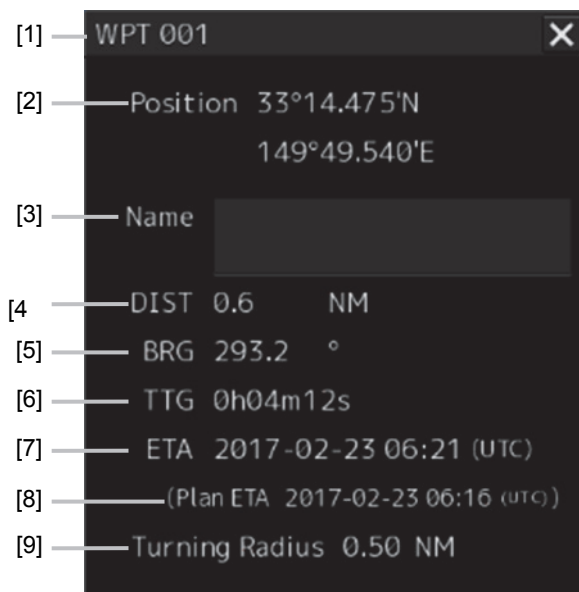 [1] WPT 001
[2] Position 33°14.475'N
149°49.540'E
[3] Name
[4 DIST 0.6 NM
[5] BRG 293.2 °
[6] TTG 0h04m12s
[7] ETA 2017-02-23 06:21 (UTC)
[8] (Plan ETA 2017-02-23 06:16 (UTC))
[9] Turning Radius 0.50 NM